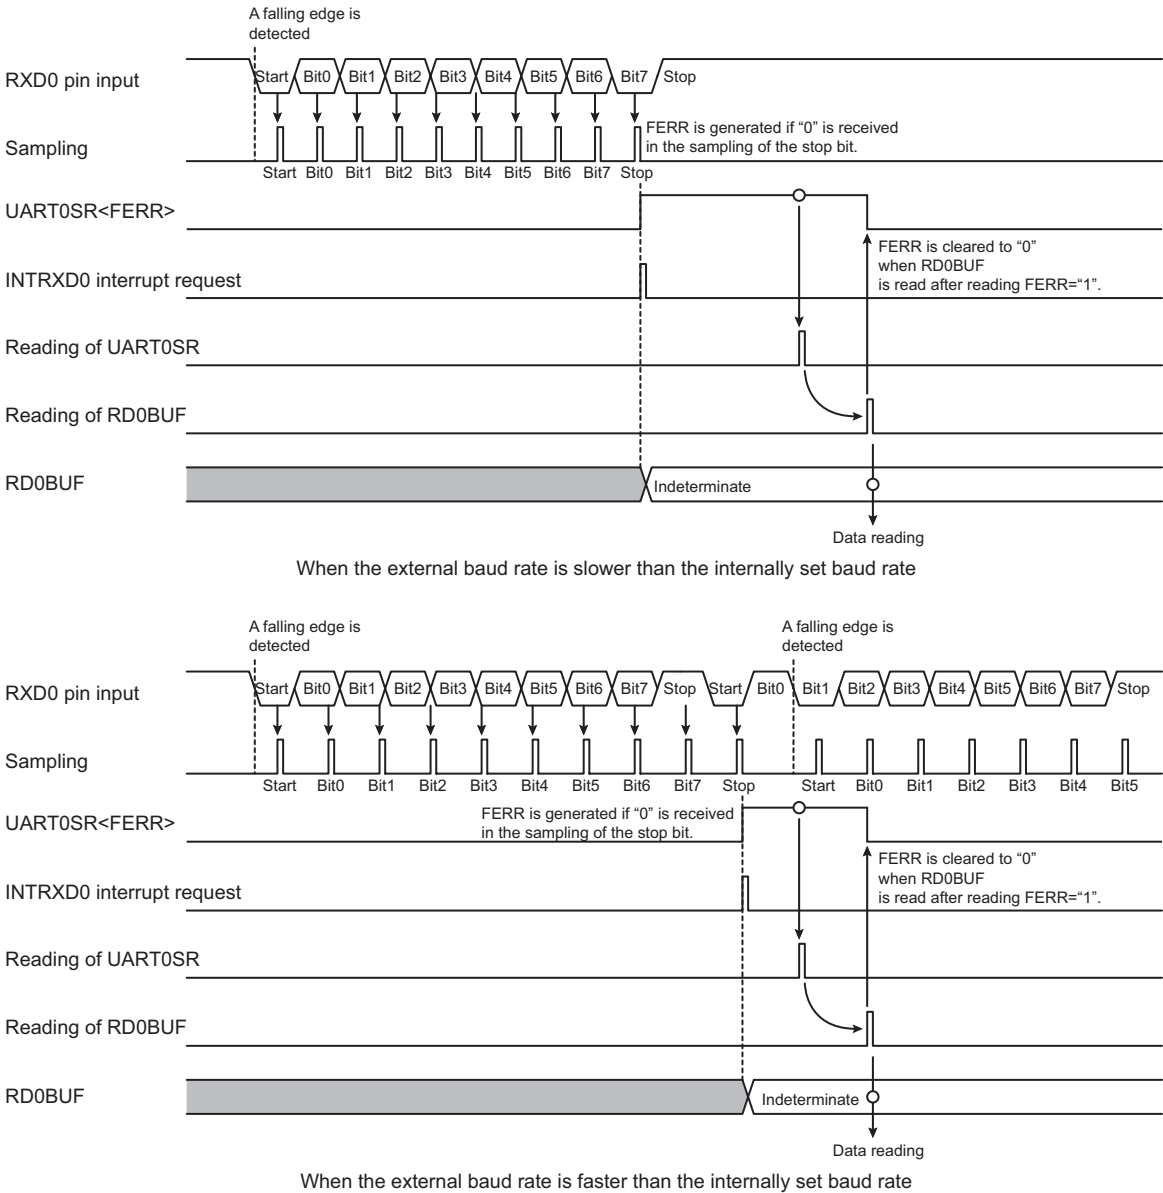 A falling edge is
detected
RXD0 pin input
Start Bit0 Bit1 Bit2 Bit3 Bit4 Bit5 Bit6 Bit7 Stop
FERR is generated if “0” is received
in the sampling of the stop bit.
Sampling
Start Bit0 Bit1 Bit2 Bit3 Bit4 Bit5 Bit6 Bit7 Stop
UART0SR<FERR>
FERR is cleared to “0”
when RD0BUF
is read after reading FERR=“1”.
INTRXD0 interrupt request
Reading of UART0SR
Reading of RD0BUF
RD0BUF
Indeterminate
Data reading
When the external baud rate is slower than the internally set baud rate
A falling edge is
detected
A falling edge is
detected
RXD0 pin input
Start Bit0 Bit1 Bit2 Bit3 Bit4 Bit5 Bit6 Bit7 Stop Start Bit0 Bit1 Bit2 Bit3 Bit4 Bit5 Bit6 Bit7 Stop
Sampling
Start Bit0 Bit1 Bit2 Bit3 Bit4 Bit5 Bit6 Bit7 Stop Start Bit0 Bit1 Bit2 Bit3 Bit4 Bit5
FERR is generated if “0” is received
in the sampling of the stop bit.
UART0SR<FERR>
FERR is cleared to “0”
when RD0BUF
is read after reading FERR=“1”.
INTRXD0 interrupt request
Reading of UART0SR
Reading of RD0BUF
RD0BUF
Indeterminate
Data reading
When the external baud rate is faster than the internally set baud rate